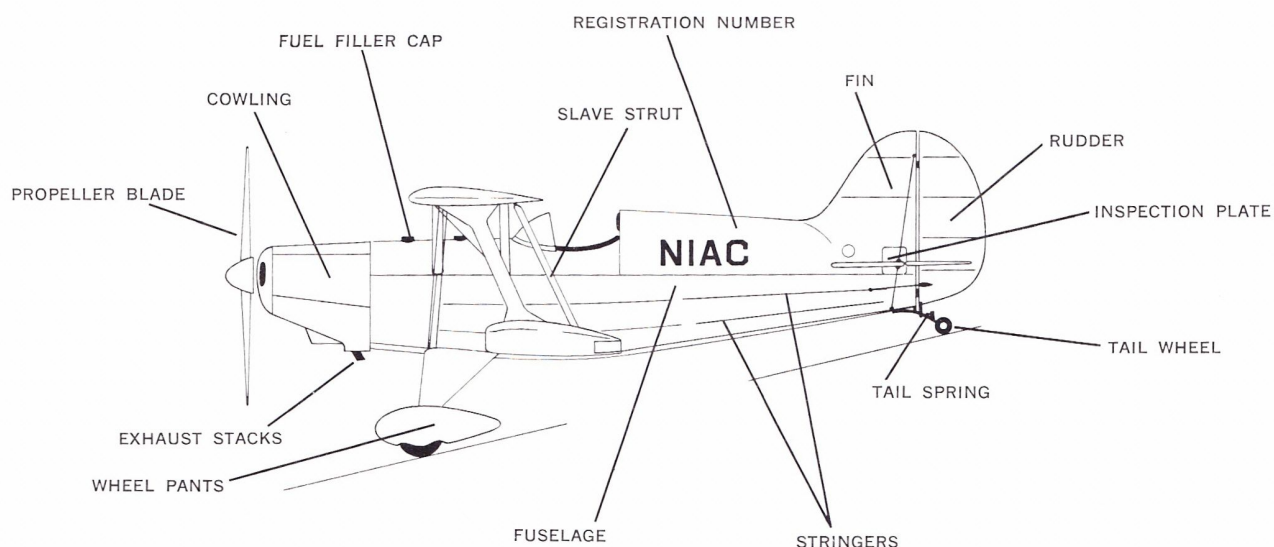 REGISTRATION NUMBER
FUEL FILLER CAP
FIN
COWLING
SLAVE STRUT
RUDDER
PROPELLER BLADE
INSPECTION PLATE
NIAC
TAIL WHEEL
TAIL SPRING
EXHAUST STACKS
WHEEL PANTS
FUSELAGE
STRINGERS